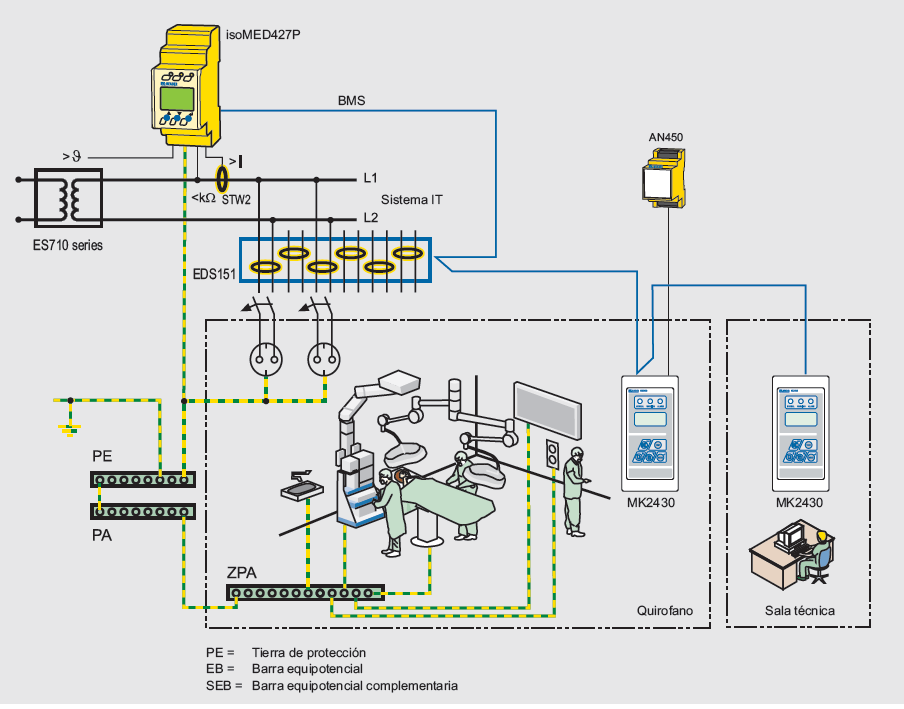 isoMED427P
BMS
AN450
>ϑ
>I
L1
<kΩ
STW2
Sistema IT
L2
ES710 series
EDS151
PE
MK2430
MK2430
PA
ZPA
Quirofano
Sala técnica
PE = Tierra de protección
EB = Barra equipotencial
SEB = Barra equipotencial complementaria